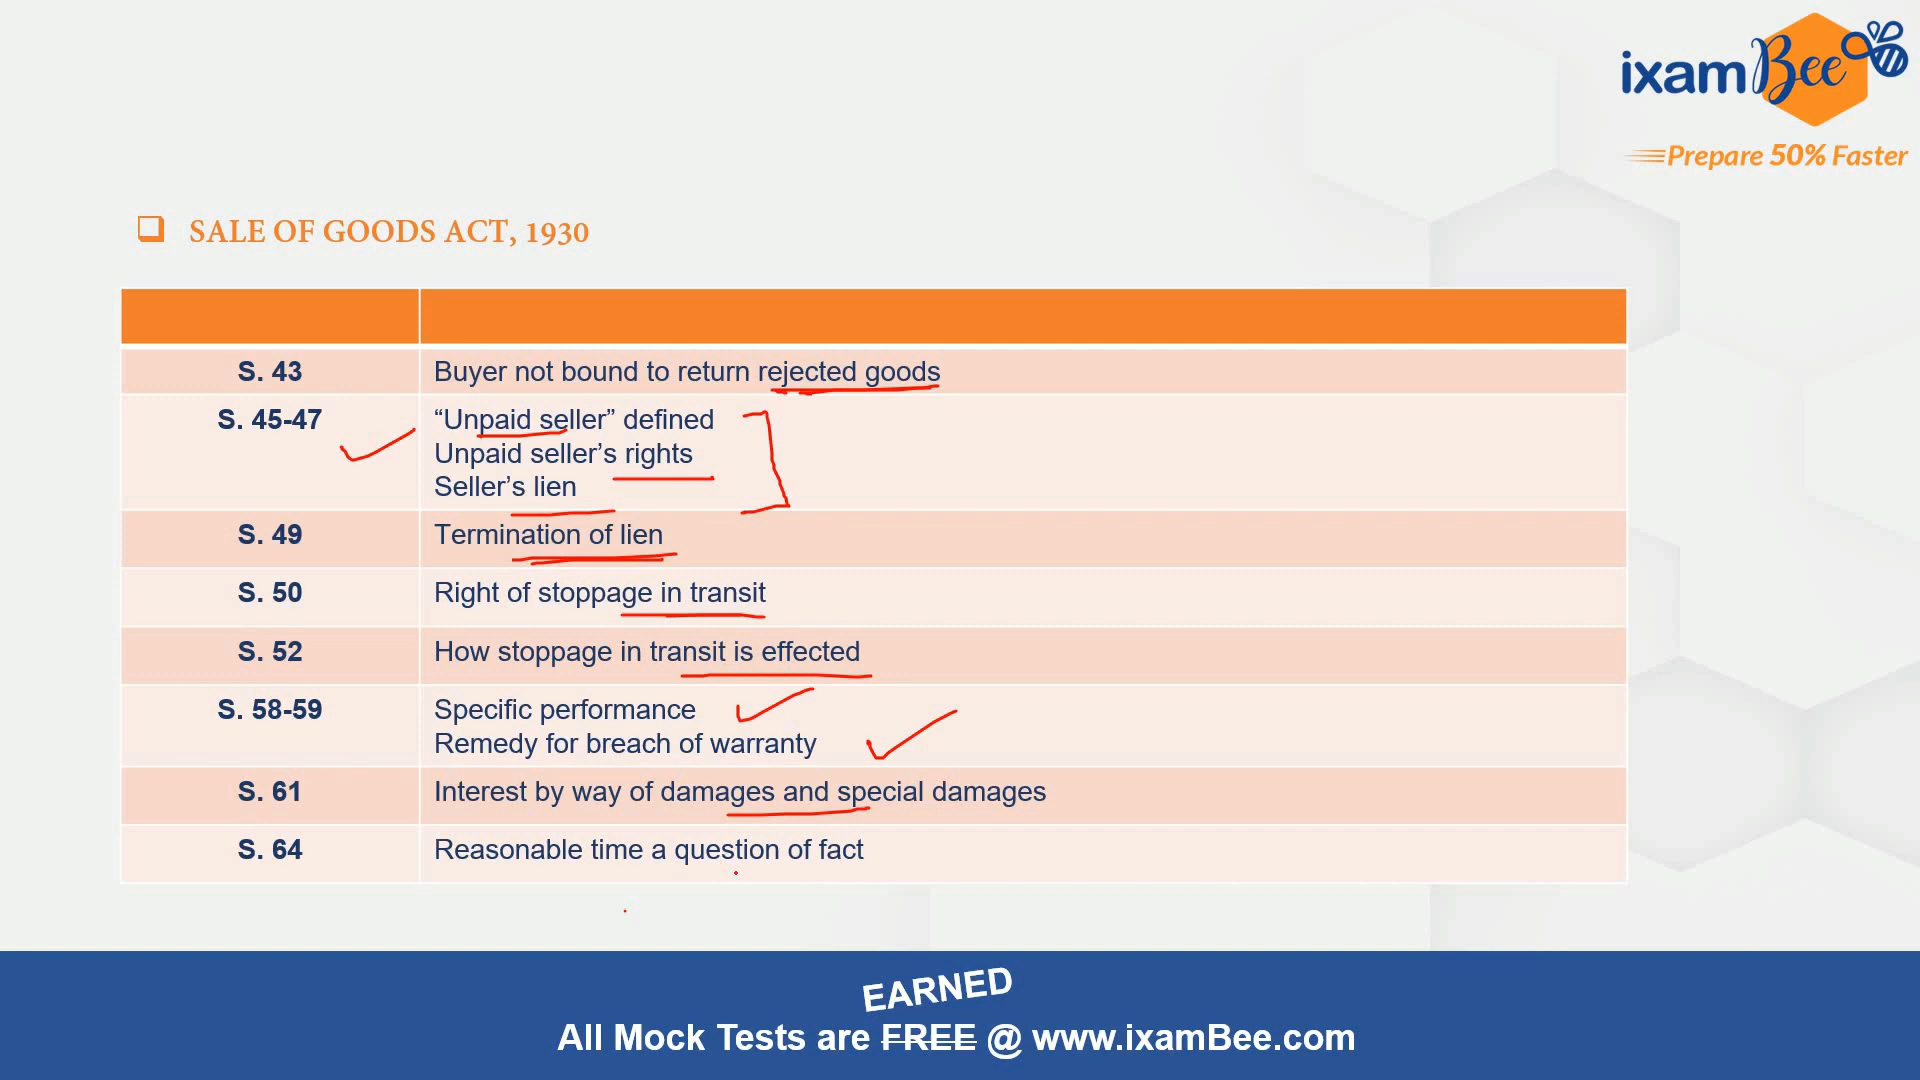 ixamBee
Prepare 50% Faster
SALE OF GOODS ACT, 1930
S. 43
Buyer not bound to return rejected goods
S. 45-47
“Unpaid seller” defined
Unpaid seller’s rights
Seller’s lien
S. 49
Termination of lien
S. 50
Right of stoppage in transit
S. 52
How stoppage in transit is effected
S. 58-59
Specific performance
Remedy for breach of warranty
S. 61
Interest by way of damages and special damages
S. 64
Reasonable time a question of fact
EARNED
All Mock Tests are FREE @ www.ixamBee.com